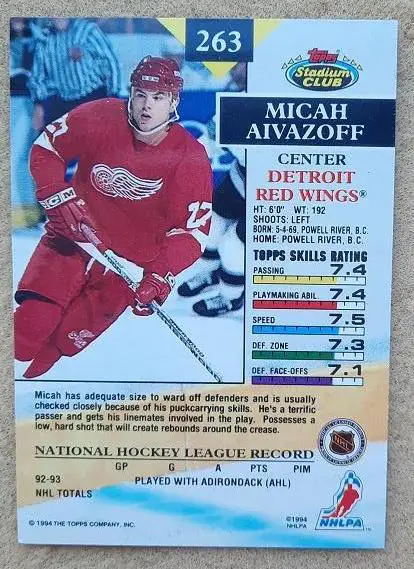 263
Topps
Stadium
CLUB
MICAH
AIVAZOFF
CENTER
DETROIT
RED WINGS®
HT: 6'0" WT: 192
SHOOTS: LEFT
BORN: 5-4-69, POWELL RIVER, B.C.
HOME: POWELL RIVER, B.C.
TOPPS SKILLS RATING
PASSING 7.4
PLAYMAKING ABIL. 7.4
SPEED 7.5
DEF. ZONE 7.3
DEF. FACE-OFFS 7.1
27
CCM
Micah has adequate size to ward off defenders and is usually
checked closely because of his puckcarrying skills. He's a terrific
passer and gets his linemates involved in the play. Possesses a
low, hard shot that will create rebounds around the crease.
NATIONAL HOCKEY LEAGUE RECORD
GP G A PTS PIM
92-93 PLAYED WITH ADIRONDACK (AHL)
NHL TOTALS
NHL
NHLPA™
© 1994 THE TOPPS COMPANY, INC.
©1994
NHLPA